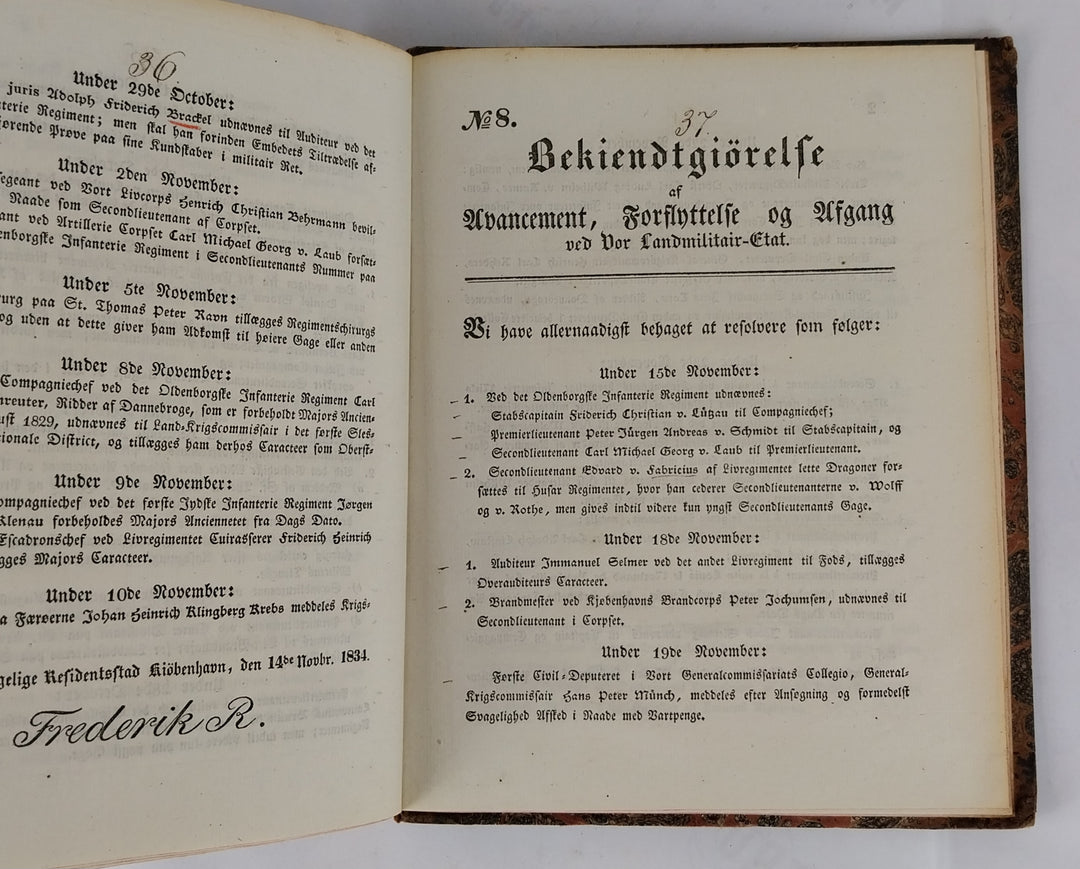 36
Under 29de October:
juris Adolph Friderich Brackel udnævnes til Auditeur ved det
terie Regiment; men skal han forinden Embedets Tiltrædelse af-
ørende Prøve paa sine Kundskaber i militair Ret.
Under 2den November:
ergeant ved Vort Livcorps Henrich Christian Behrmann bevil-
Naade som Secondlieutenant af Corpset.
ant ved Artillerie Corpset Carl Michael Georg v. Laub forsæt-
enborgske Infanterie Regiment i Secondlieutenants Nummer paa
Under 5te November:
urg paa St. Thomas Peter Ravn tillægges Regimentschirurgs
og uden at dette giver ham Adkomst til høiere Gage eller anden
Under 8de November:
Compagniechef ved det Oldenborgske Infanterie Regiment Carl
nreuter, Ridder af Dannebroge, som er forbeholdt Majors Ancien-
ust 1829, udnævnes til Land-Krigscommissair i det første Sles-
tionale District, og tillægges ham derhos Caracteer som Oberst-
Under 9de November:
ompagniechef ved det første Jydske Infanterie Regiment Jørgen
Klenau forbeholdes Majors Anciennetet fra Dags Dato.
Escadronschef ved Livregimentet Cuirasserer Friderich Heinrich
gges Majors Caracteer.
Under 10de November:
a Færøerne Johan Heinrich Klingberg Krebs meddeles Krigs-
gelige Residentsstad Kiöbenhavn, den 14de Novbr. 1834.
Frederik R.
№ 8.
37.
Bekiendtgiörelse
af
Avancement, Forflyttelse og Afgang
ved Vor Landmilitair-Etat.
Vi have allernaadigst behaget at resolvere som følger:
Under 15de November:
1. Ved det Oldenborgske Infanterie Regiment udnævnes:
Stabscapitain Friderich Christian v. Lützau til Compagniechef;
Premierlieutenant Peter Jürgen Andreas v. Schmidt til Stabscapitain, og
Secondlieutenant Carl Michael Georg v. Laub til Premierlieutenant.
2. Secondlieutenant Edvard v. Fabricius af Livregimentet lette Dragoner for-
sættes til Husar Regimentet, hvor han cederer Secondlieutenanterne v. Wolff
og v. Rothe, men gives indtil videre kun yngst Secondlieutenants Gage.
Under 18de November:
1. Auditeur Immanuel Selmer ved det andet Livregiment til Fods, tillægges
Overauditeurs Caracteer.
2. Brandmester ved Kjøbenhavns Brandcorps Peter Jochumsen, udnævnes til
Secondlieutenant i Corpset.
Under 19de November:
Første Civil-Deputeret i Vort Generalcommissariats Collegio, General-
Krigscommissair Hans Peter Münch, meddeles efter Ansøgning og formedelst
Svagelighed Afsked i Naade med Vartpenge.